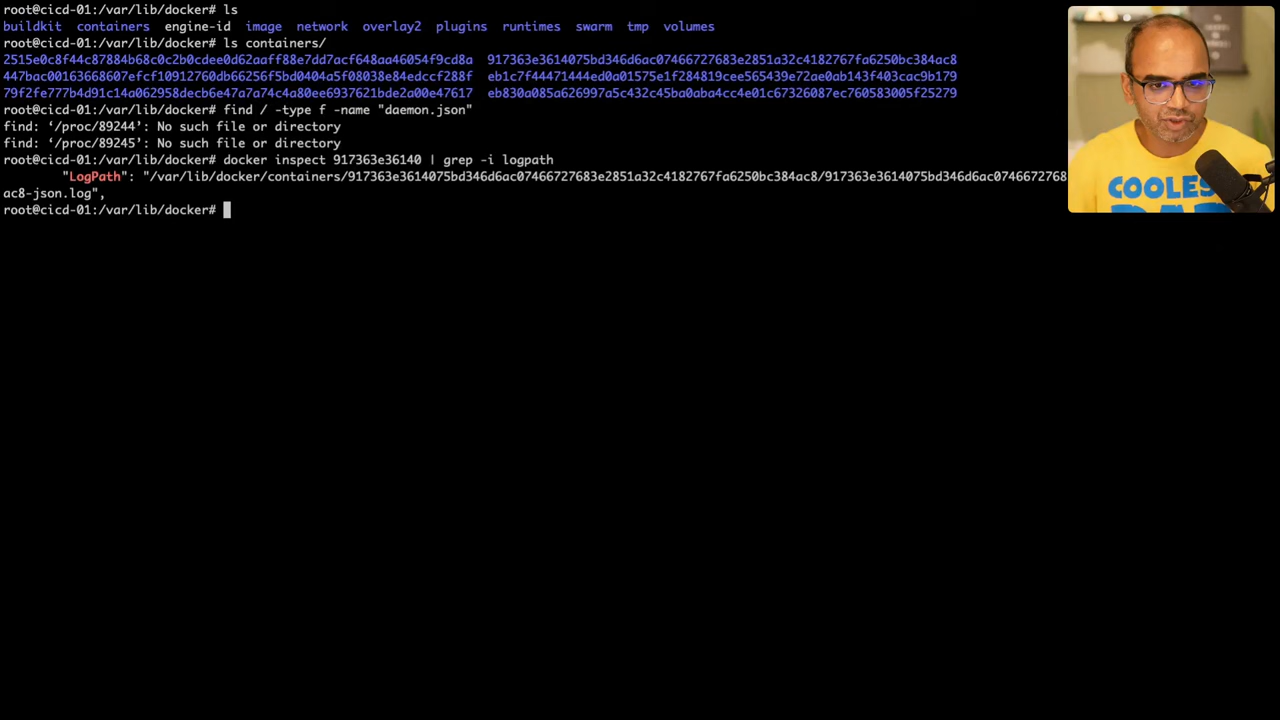 root@cicd-01:/var/lib/docker# ls
buildkit containers engine-id image network overlay2 plugins runtimes swarm tmp volumes
root@cicd-01:/var/lib/docker# ls containers/
2515e0c8f44c87884b68c0c2b0cdee0d62aaff88e7dd7acf648aa46054f9cd8a 917363e3614075bd346d6ac07466727683e2851a32c4182767fa6250bc384ac8
447bac00163668607efcf10912760db66256f5bd0404a5f08038e84edccf288f eb1c7f44471444ed0a01575e1f284819cee565439e72ae0ab143f403cac9b179
79f2fe777b4d91c14a062958decb6e47a7a74c4a80ee6937621bde2a00e47617 eb830a085a626997a5c432c45ba0aba4cc4e01c67326087ec760583005f25279
root@cicd-01:/var/lib/docker# find / -type f -name "daemon.json"
find: ‘/proc/89244’: No such file or directory
find: ‘/proc/89245’: No such file or directory
root@cicd-01:/var/lib/docker# docker inspect 917363e36140 | grep -i logpath
"LogPath": "/var/lib/docker/containers/917363e3614075bd346d6ac07466727683e2851a32c4182767fa6250bc384ac8/917363e3614075bd346d6ac0746672768
ac8-json.log",
root@cicd-01:/var/lib/docker#
COOLES